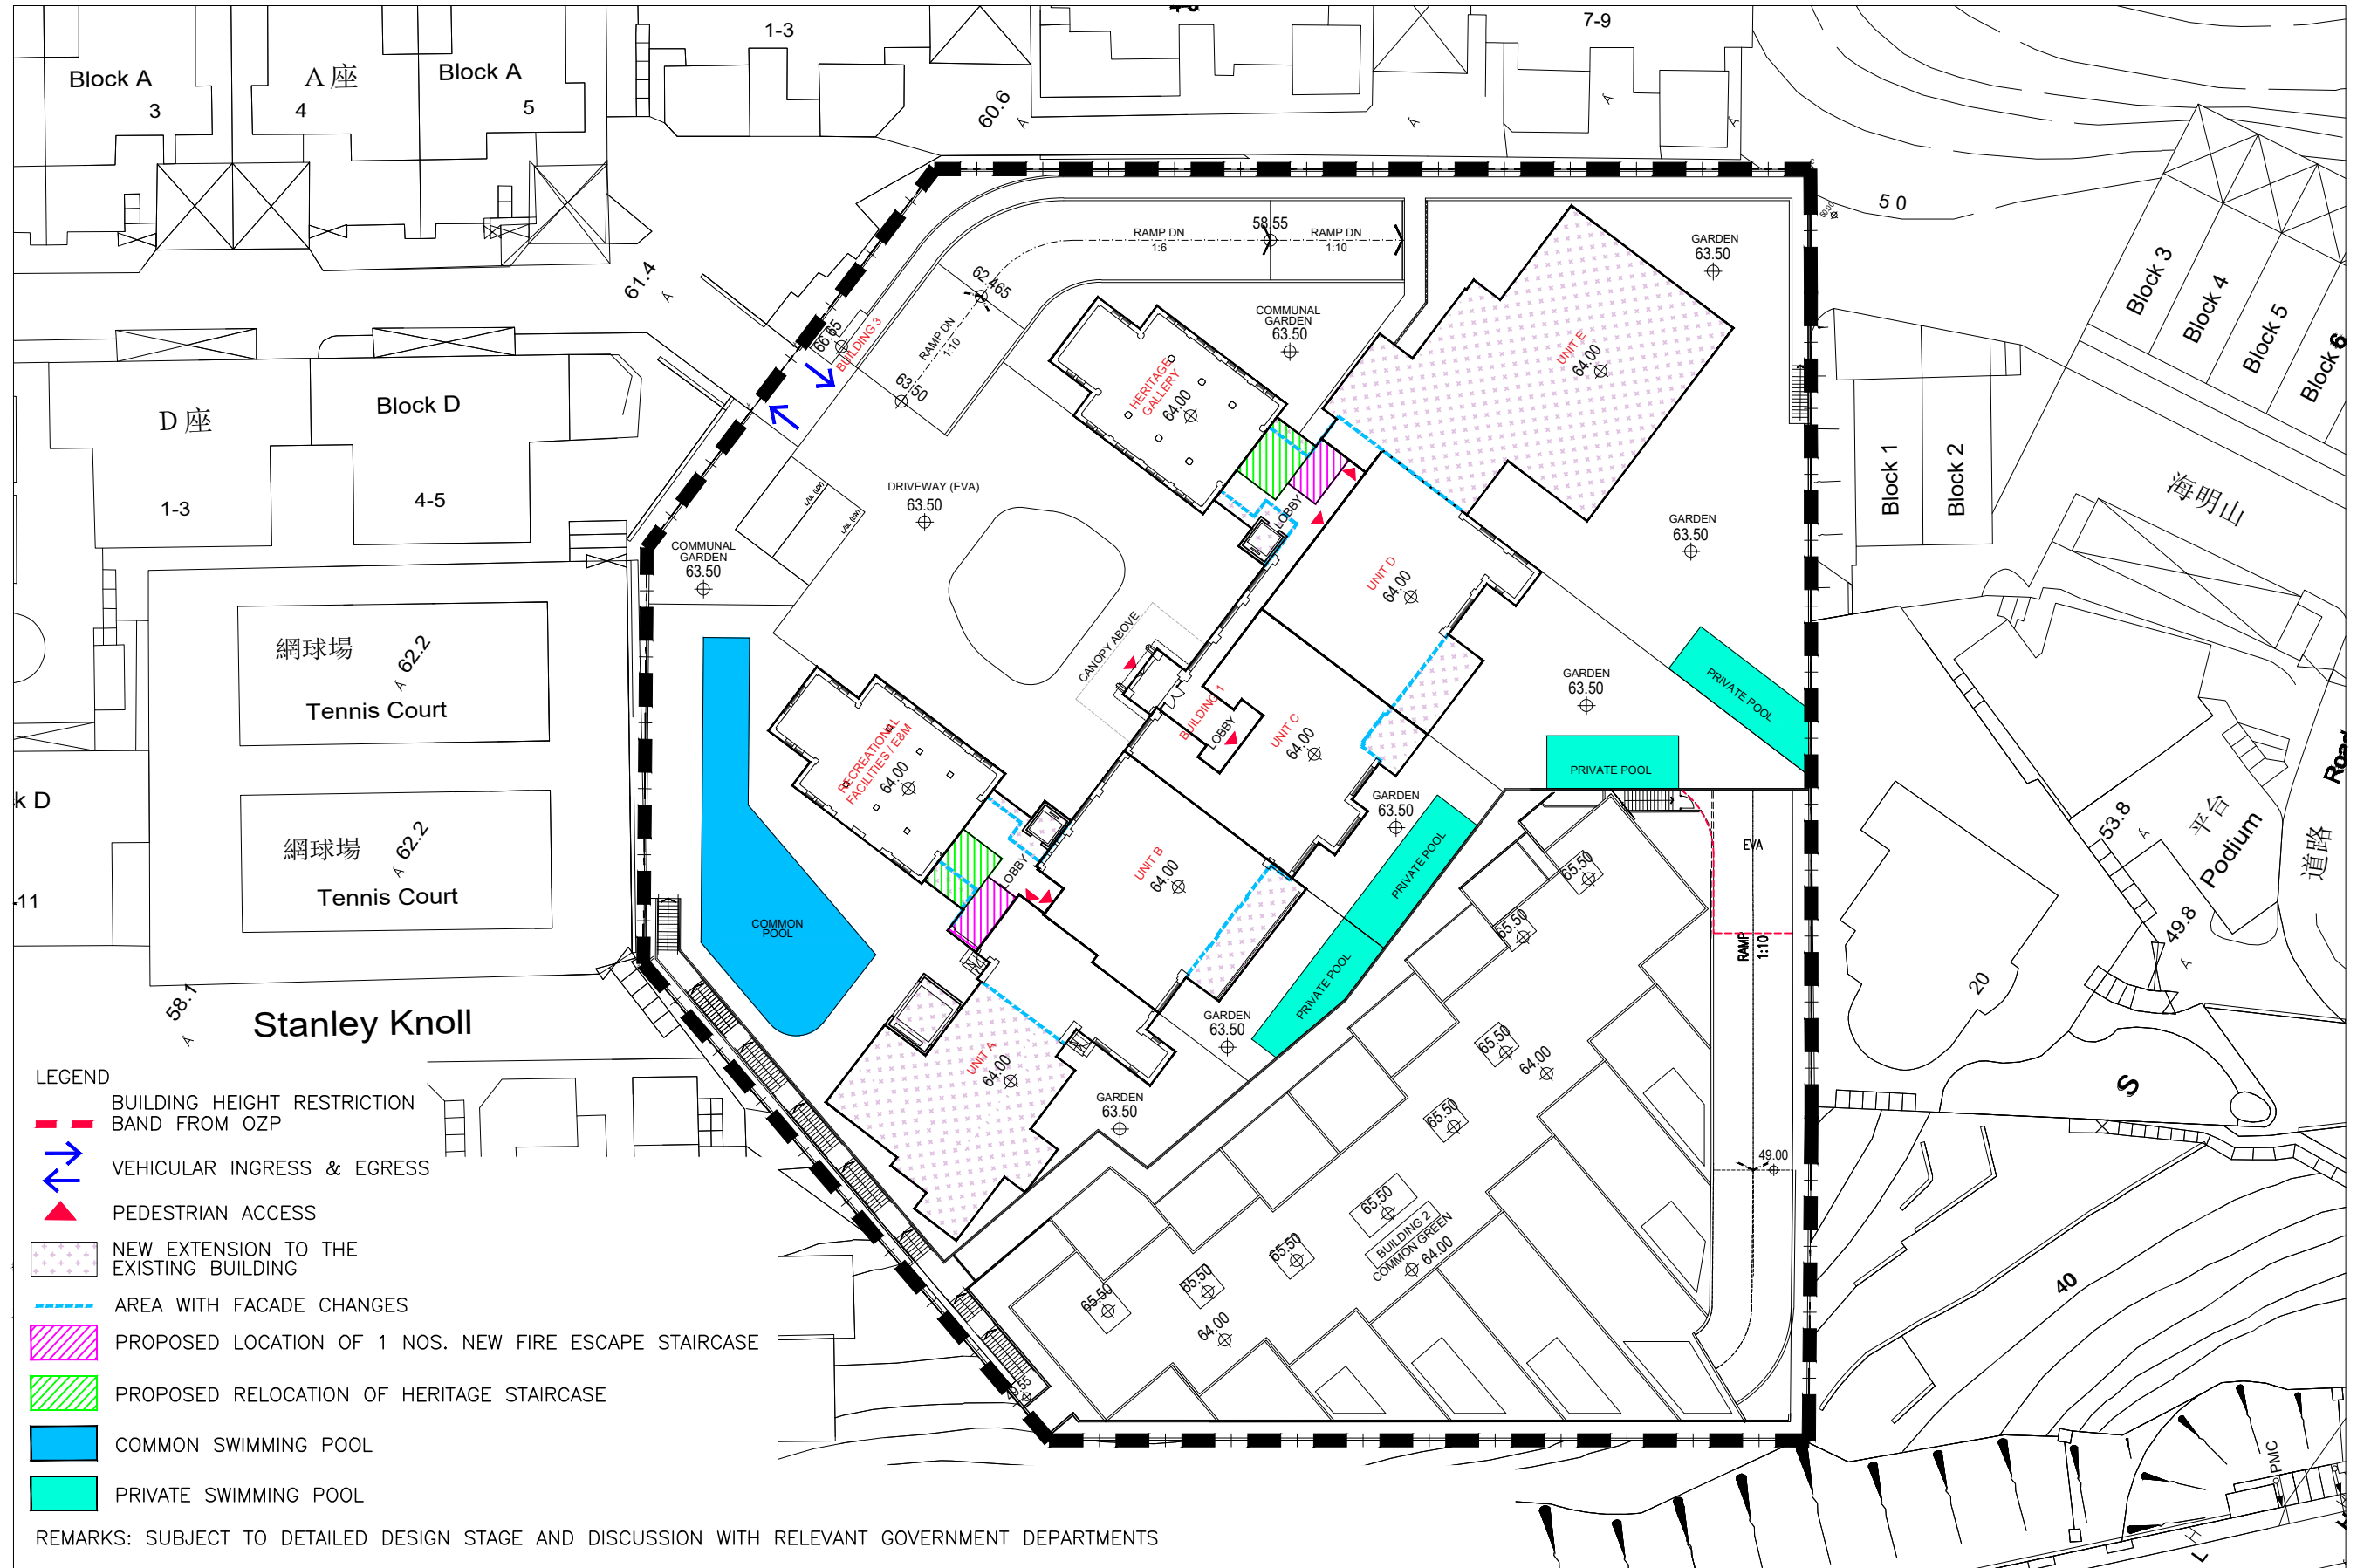 1-3
7-9
Block A
A座
Block A
3
4
5
60.6
61.4
50
50.00
Block 3
Block 4
Block 5
Block 6
RAMP DN
1:6
58.55
RAMP DN
1:10
GARDEN
63.50
62.465
RAMP DN
1:10
63.50
66.65
BUILDING 3
COMMUNAL
GARDEN
63.50
HERITAGE
GALLERY
64.00
UNIT E
64.00
D座
Block D
1-3
4-5
Block 1
Block 2
海明山
DRIVEWAY (EVA)
63.50
L/UL (LGV)
L/UL (LGV)
LOBBY
GARDEN
63.50
COMMUNAL
GARDEN
63.50
UNIT D
64.00
CANOPY ABOVE
網球場
62.2
Tennis Court
BUILDING 1
LOBBY
UNIT C
64.00
GARDEN
63.50
PRIVATE POOL
PRIVATE POOL
RECREATIONAL
FACILITIES / E&M
64.00
GARDEN
63.50
k D
-11
網球場
62.2
Tennis Court
LOBBY
UNIT B
64.00
PRIVATE POOL
65.50
EVA
53.8
平台
Podium
道路
Road
COMMON
POOL
65.50
RAMP
1:10
49.8
20
PRIVATE POOL
58.1
Stanley Knoll
GARDEN
63.50
65.50
64.00
UNIT A
64.00
GARDEN
63.50
65.50
S
49.00
65.50
BUILDING 2
COMMON GREEN
64.00
65.50
65.50
65.50
64.00
40
PMC
L
H
LEGEND
BUILDING HEIGHT RESTRICTION
BAND FROM OZP
VEHICULAR INGRESS & EGRESS
PEDESTRIAN ACCESS
NEW EXTENSION TO THE
EXISTING BUILDING
AREA WITH FACADE CHANGES
PROPOSED LOCATION OF 1 NOS. NEW FIRE ESCAPE STAIRCASE
PROPOSED RELOCATION OF HERITAGE STAIRCASE
COMMON SWIMMING POOL
PRIVATE SWIMMING POOL
REMARKS: SUBJECT TO DETAILED DESIGN STAGE AND DISCUSSION WITH RELEVANT GOVERNMENT DEPARTMENTS